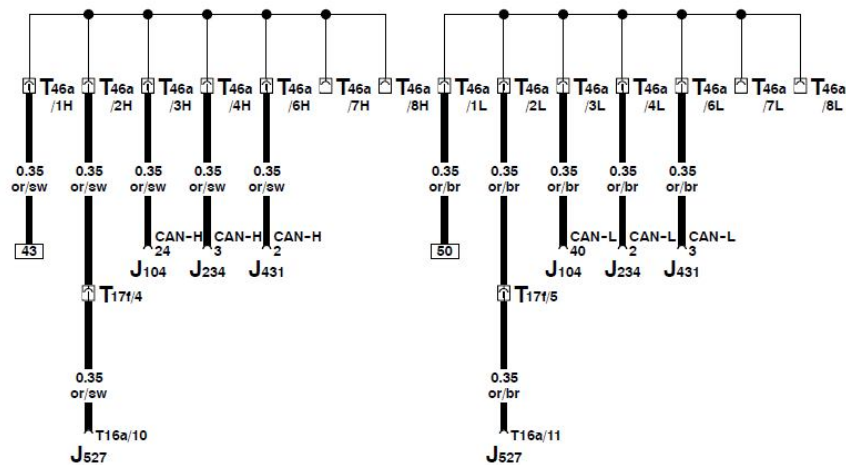 T46a /1H T46a /2H T46a /3H T46a /4H T46a /6H T46a /7H T46a /8H T46a /1L T46a /2L T46a /3L T46a /4L T46a /6L T46a /7L T46a /8L
0.35 0.35 0.35 0.35 0.35 0.35 0.35 0.35 0.35 0.35
or/sw or/sw or/sw or/sw or/sw or/br or/br or/br or/br or/br
CAN-H CAN-H CAN-H CAN-L CAN-L CAN-L
43 24 3 2 50 40 2 3
J104 J234 J431 J104 J234 J431
T17f/4 T17f/5
0.35 0.35
or/sw or/br
T16a/10 T16a/11
J527 J527